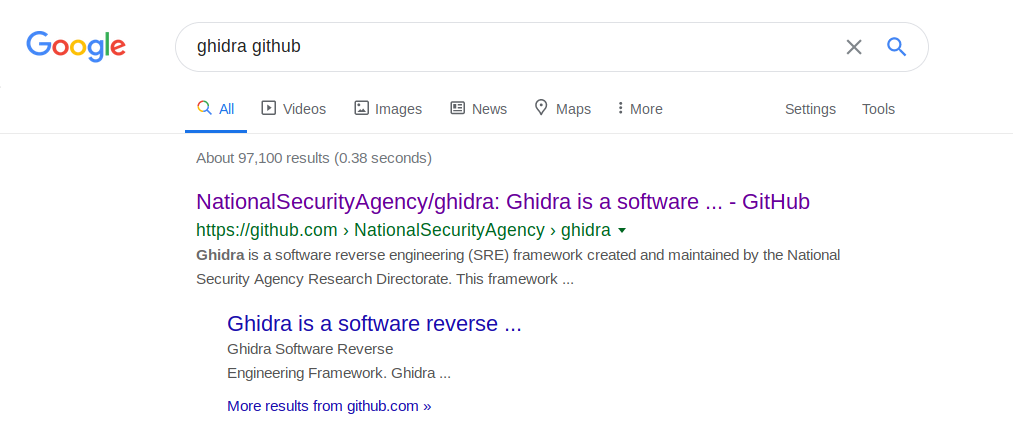 Google
ghidra github
All Videos Images News Maps More Settings Tools
About 97,100 results (0.38 seconds)
NationalSecurityAgency/ghidra: Ghidra is a software ... - GitHub
https://github.com › NationalSecurityAgency › ghidra
Ghidra is a software reverse engineering (SRE) framework created and maintained by the National
Security Agency Research Directorate. This framework ...
Ghidra is a software reverse ...
Ghidra Software Reverse
Engineering Framework. Ghidra ...
More results from github.com »